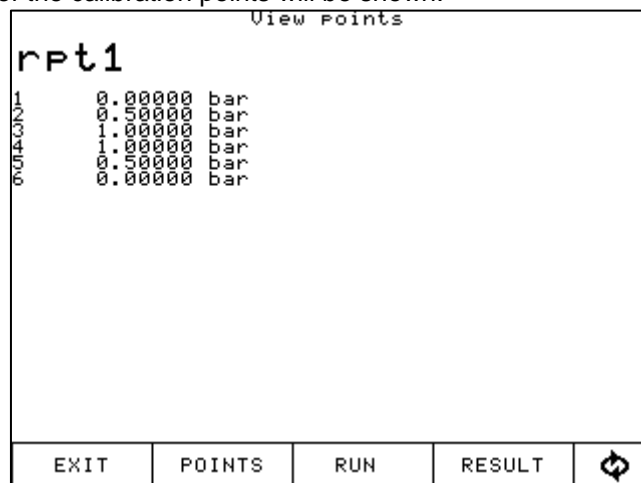 of the calibration points will be shown.
View points
rpt1
1 0.00000 bar
2 0.50000 bar
3 1.00000 bar
4 1.00000 bar
5 0.50000 bar
6 0.00000 bar
EXIT POINTS RUN RESULT